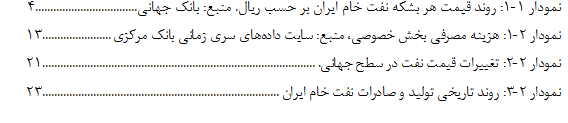 نمودار ۱-۱: روند قیمت هر بشکه نفت خام ایران بر حسب ریال. منبع: بانک جهانی..................................۴
نمودار ۲-۱: هزینه مصرفی بخش خصوصی، منبع: سایت داده‌های سری زمانی بانک مرکزی .......................۱۳
نمودار ۲-۲: تغییرات قیمت نفت در سطح جهانی. ...........................................................................................۲۱
نمودار ۲-۳: روند تاریخی تولید و صادرات نفت خام ایران ...............................................................................۲۳